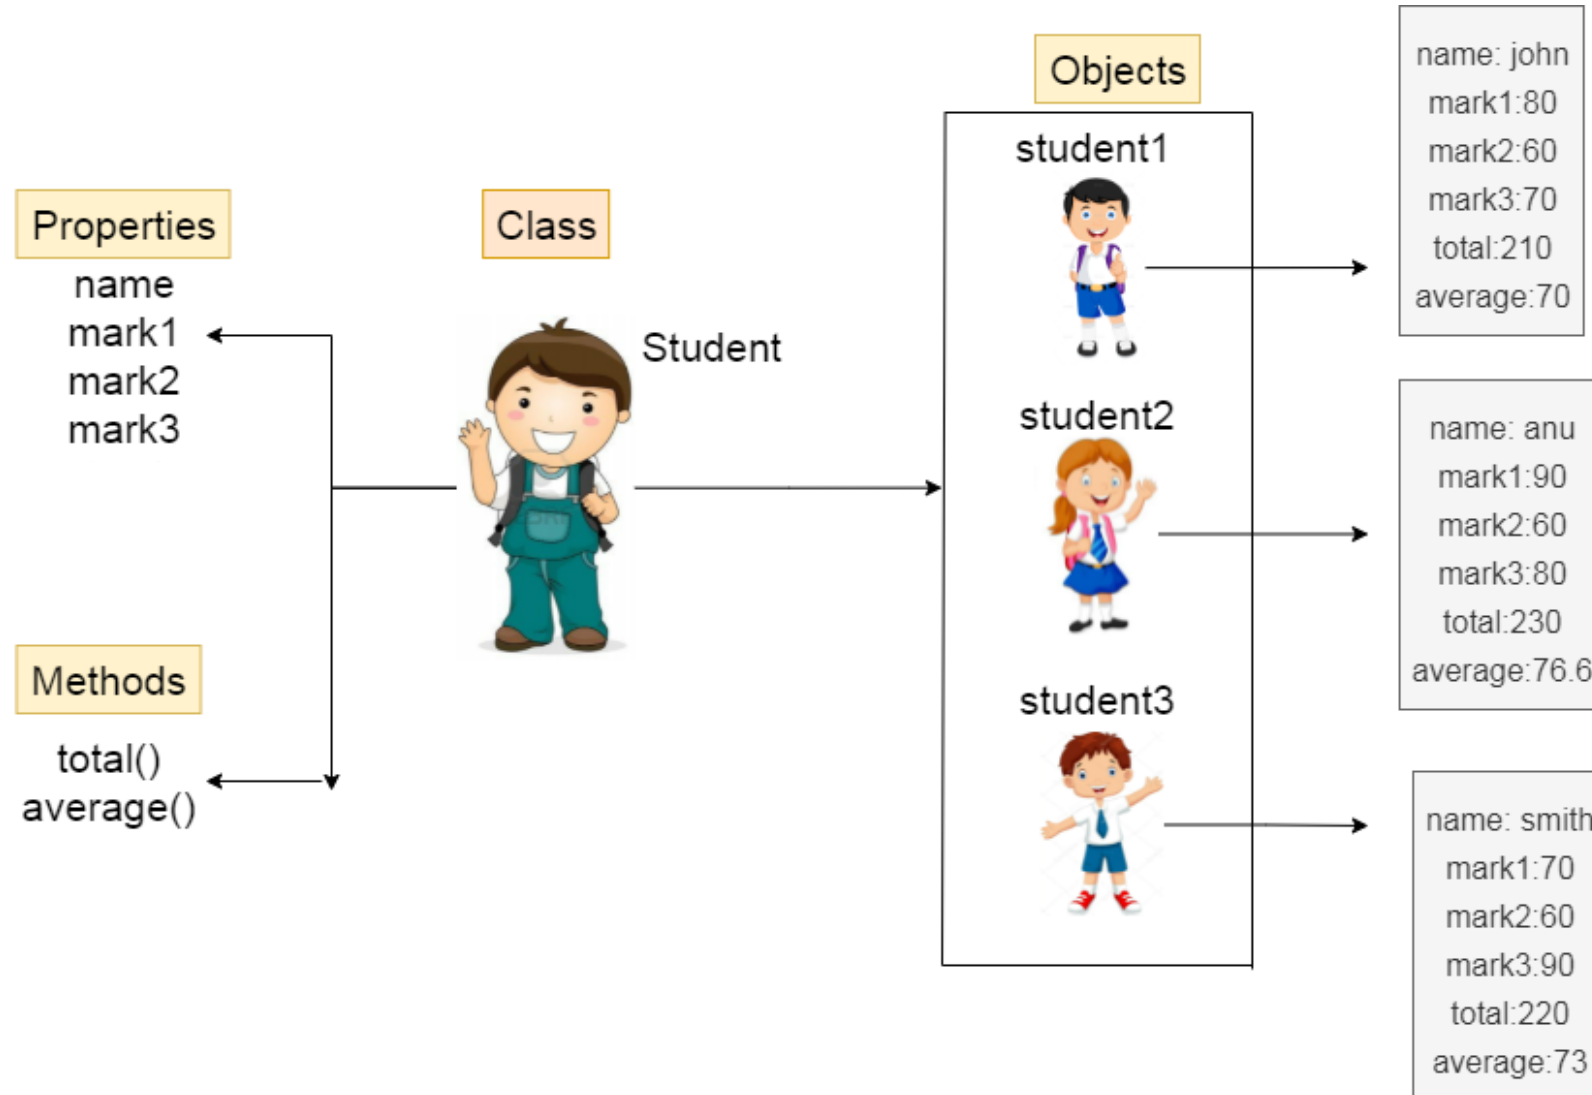 Properties
name
mark1
mark2
mark3
Methods
total()
average()
Class
Student
Objects
student1
student2
student3
name: john
mark1:80
mark2:60
mark3:70
total:210
average:70
name: anu
mark1:90
mark2:60
mark3:80
total:230
average:76.6
name: smith
mark1:70
mark2:60
mark3:90
total:220
average:73